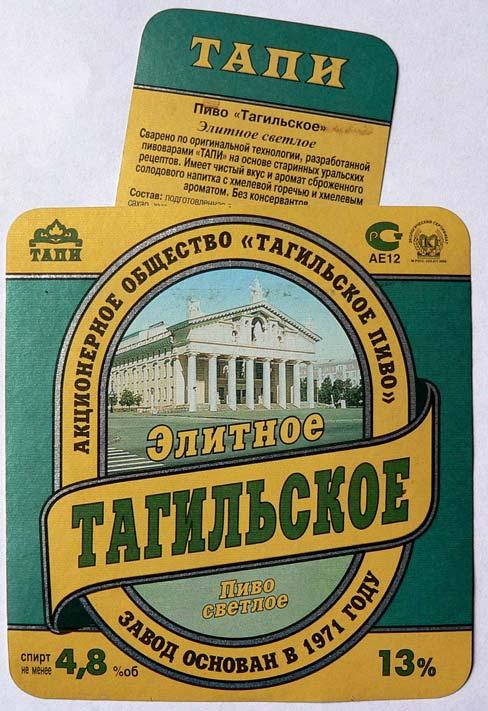 ТАПИ
Пиво «Тагильское»
Элитное светлое
Сварено по оригинальной технологии, разработанной
пивоварами «ТАПИ» на основе старинных уральских
рецептов. Имеет чистый вкус и аромат сброженного
солодового напитка с хмелевой горечью и хмелевым
ароматом. Без консервантов.
Состав: подготовленная
ТАПИ
АЕ12
АКЦИОНЕРНОЕ ОБЩЕСТВО «ТАГИЛЬСКОЕ ПИВО»
Элитное
ТАГИЛЬСКОЕ
Пиво
светлое
ЗАВОД ОСНОВАН В 1971 ГОДУ
спирт
не менее 4,8 %об
13%